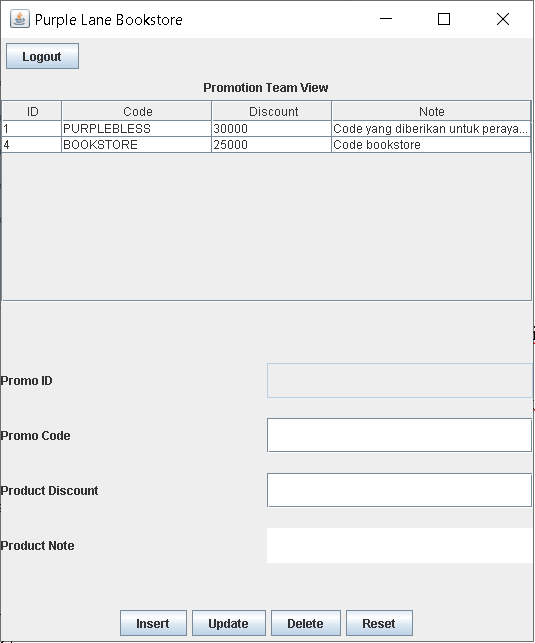 Purple Lane Bookstore
Logout
Promotion Team View
ID Code Discount Note
1 PURPLEBLESS 30000 Code yang diberikan untuk peraya...
4 BOOKSTORE 25000 Code bookstore
Promo ID
Promo Code
Product Discount
Product Note
Insert Update Delete Reset